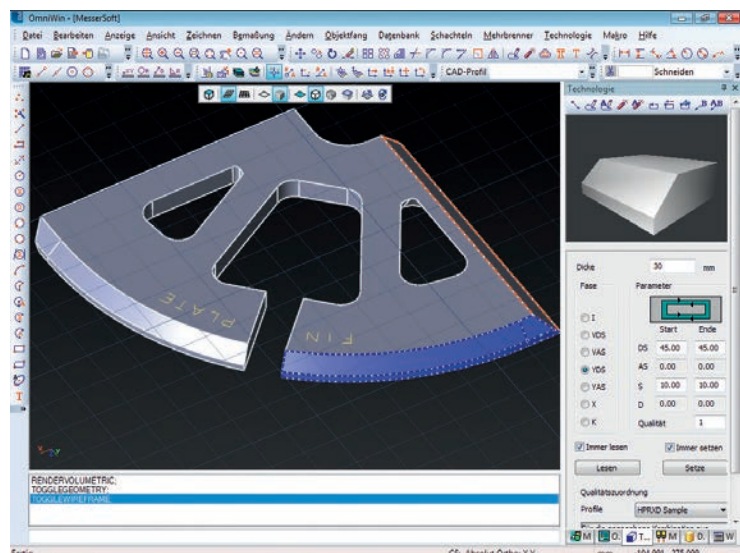 OmniWin - [MesserSoft]
Datei Bearbeiten Anzeige Ansicht Zeichnen Bemaßung Ändern Objektfang Datenbank Schachteln Mehrbrenner Technologie Makro Hilfe
CAD-Profil
Schneiden
Technologie
PLATE
FIN
Dicke 30 mm
Fase Parameter
I
VDS
VAS
YDS
YAS
X
K
Start Ende
DS 45.00 45.00
AS 0.00 0.00
S 10.00 10.00
D 0.00 0.00
Qualität 1
Immer lesen Immer setzen
Lesen Setze
Qualitätszuordnung
Profile HPRXD Sample
RENDERVOLUMETRIC;
TOGGLEGEOMETRY;
TOGGLEWIREFRAME
M O. T... M D. W